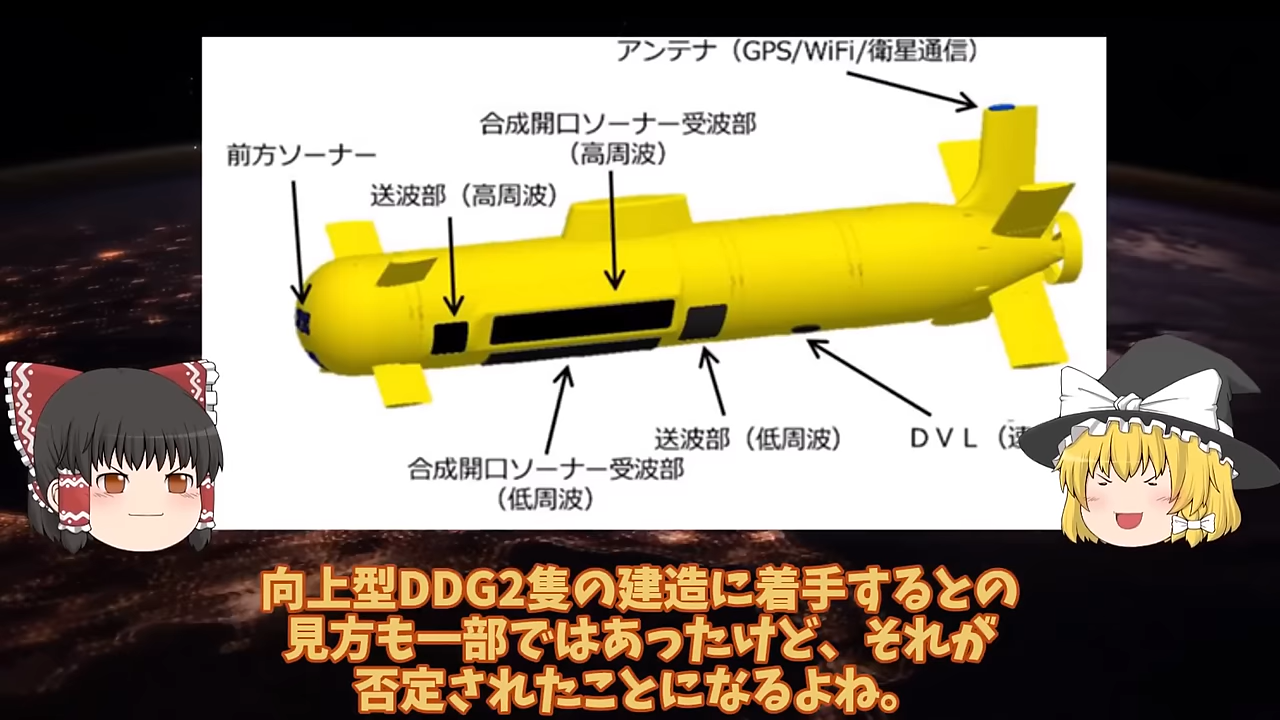 アンテナ（GPS/WiFi/衛星通信）
合成開口ソーナー受波部
（高周波）
前方ソーナー
送波部（高周波）
送波部（低周波）
ＤＶＬ（速
合成開口ソーナー受波部
（低周波）
向上型DDG2隻の建造に着手するとの
見方も一部ではあったけど、それが
否定されたことになるよね。